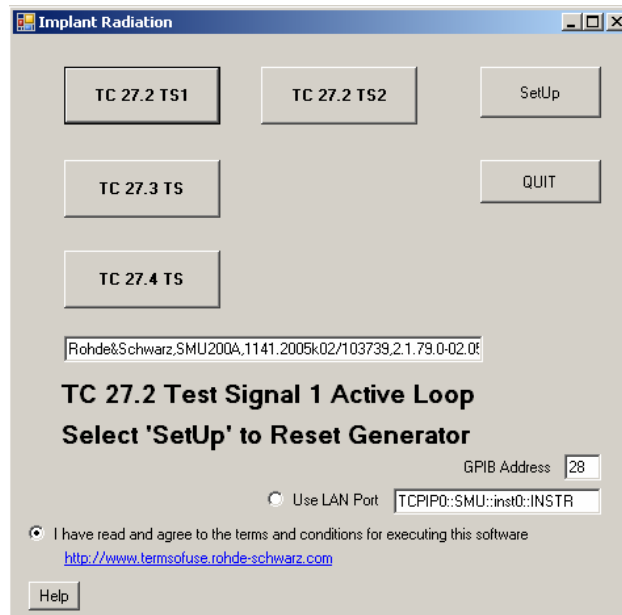 Implant Radiation
TC 27.2 TS1
TC 27.2 TS2
SetUp
TC 27.3 TS
QUIT
TC 27.4 TS
Rohde&Schwarz,SMU200A,1141.2005k02/103739,2.1.79.0-02.05
TC 27.2 Test Signal 1 Active Loop
Select 'SetUp' to Reset Generator
GPIB Address 28
Use LAN Port TCPIP0::SMU::inst0::INSTR
I have read and agree to the terms and conditions for executing this software
http://www.termsofuse.rohde-schwarz.com
Help